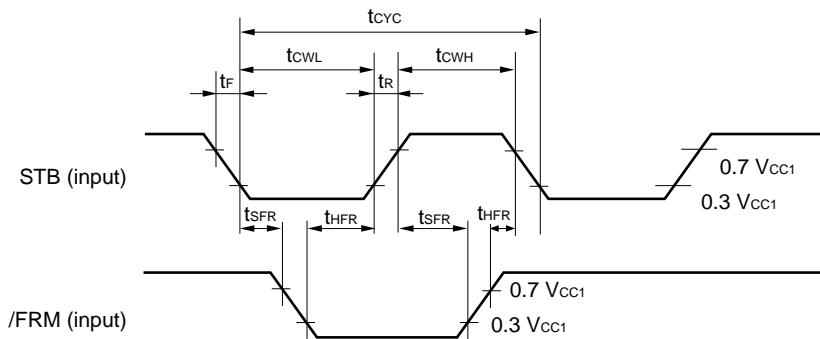 tCYC
tCWL
tCWH
tF
tR
STB (input)
0.7 VCC1
0.3 VCC1
tSFR
tHFR
tSFR
tHFR
/FRM (input)
0.7 VCC1
0.3 VCC1